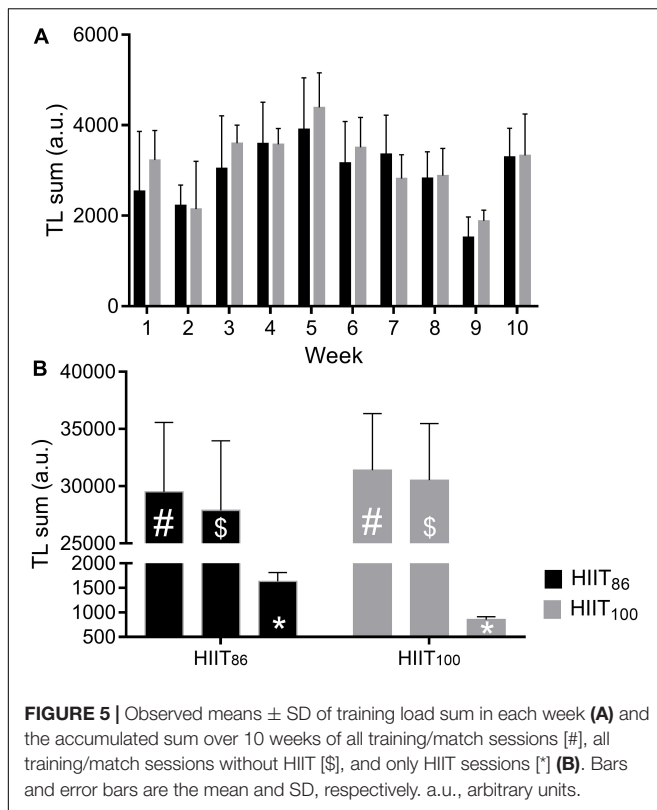 A
6000
4000
2000
0
TL sum (a.u.)
1 2 3 4 5 6 7 8 9 10
Week
B
40000
35000
30000
25000
2000
1500
1000
500
TL sum (a.u.)
# $ * # $ *
HIIT86 HIIT100
HIIT86
HIIT100
FIGURE 5 | Observed means ± SD of training load sum in each week (A) and
the accumulated sum over 10 weeks of all training/match sessions [#], all
training/match sessions without HIIT [$], and only HIIT sessions [*] (B). Bars
and error bars are the mean and SD, respectively. a.u., arbitrary units.